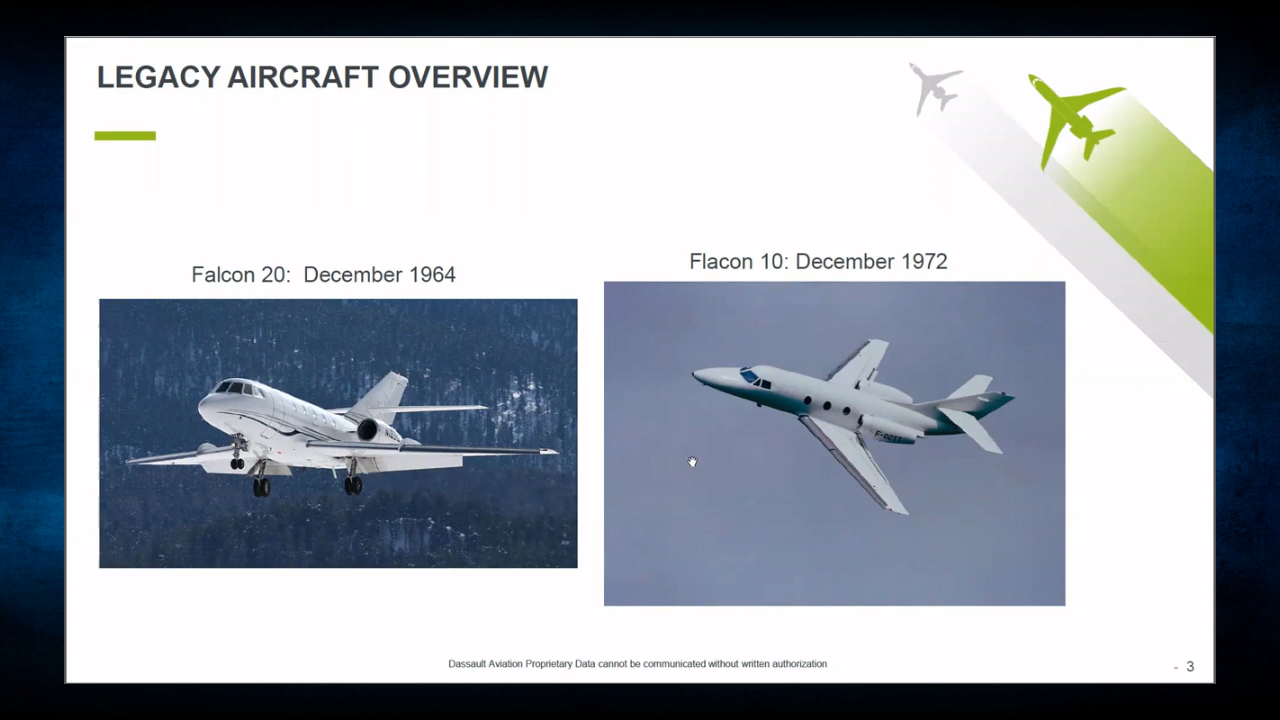 LEGACY AIRCRAFT OVERVIEW
Falcon 20: December 1964
Flacon 10: December 1972
Dassault Aviation Proprietary Data cannot be communicated without written authorization
- 3